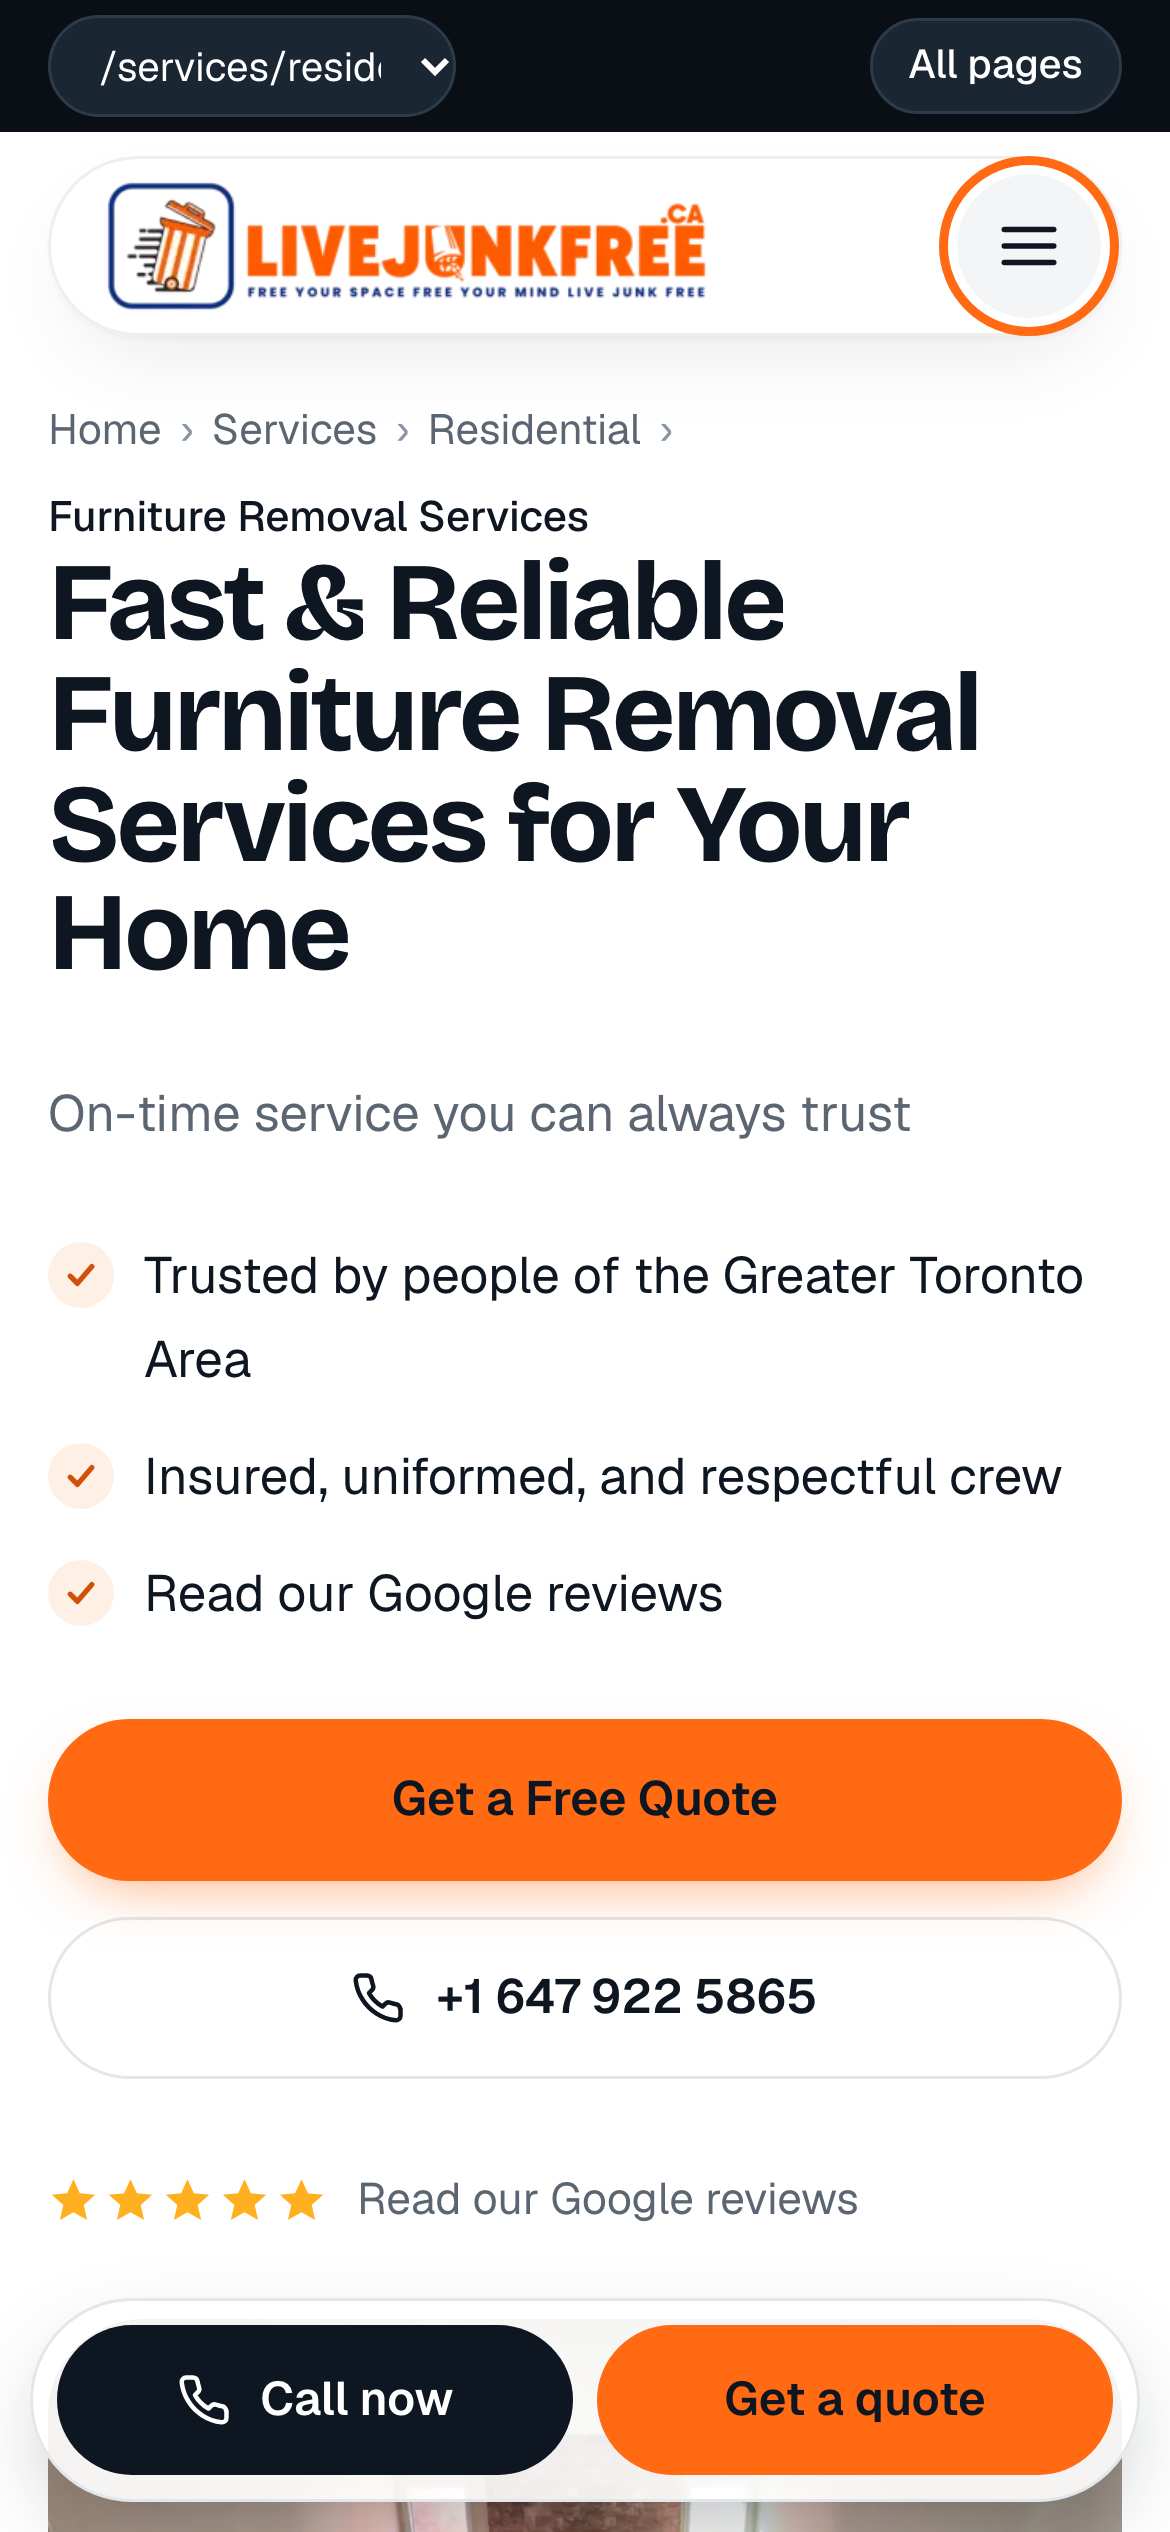 /services/resid
All pages
.CA
LIVEJUNKFREE
FREE YOUR SPACE FREE YOUR MIND LIVE JUNK FREE
Home › Services › Residential ›
Furniture Removal Services
Fast & Reliable
Furniture Removal
Services for Your
Home
On-time service you can always trust
Trusted by people of the Greater Toronto
Area
Insured, uniformed, and respectful crew
Read our Google reviews
Get a Free Quote
+1 647 922 5865
Read our Google reviews
Call now
Get a quote